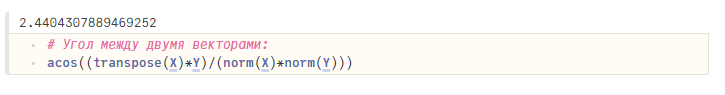 2.4404307889469252
# Угол между двумя векторами:
acos((transpose(X)*Y)/(norm(X)*norm(Y)))